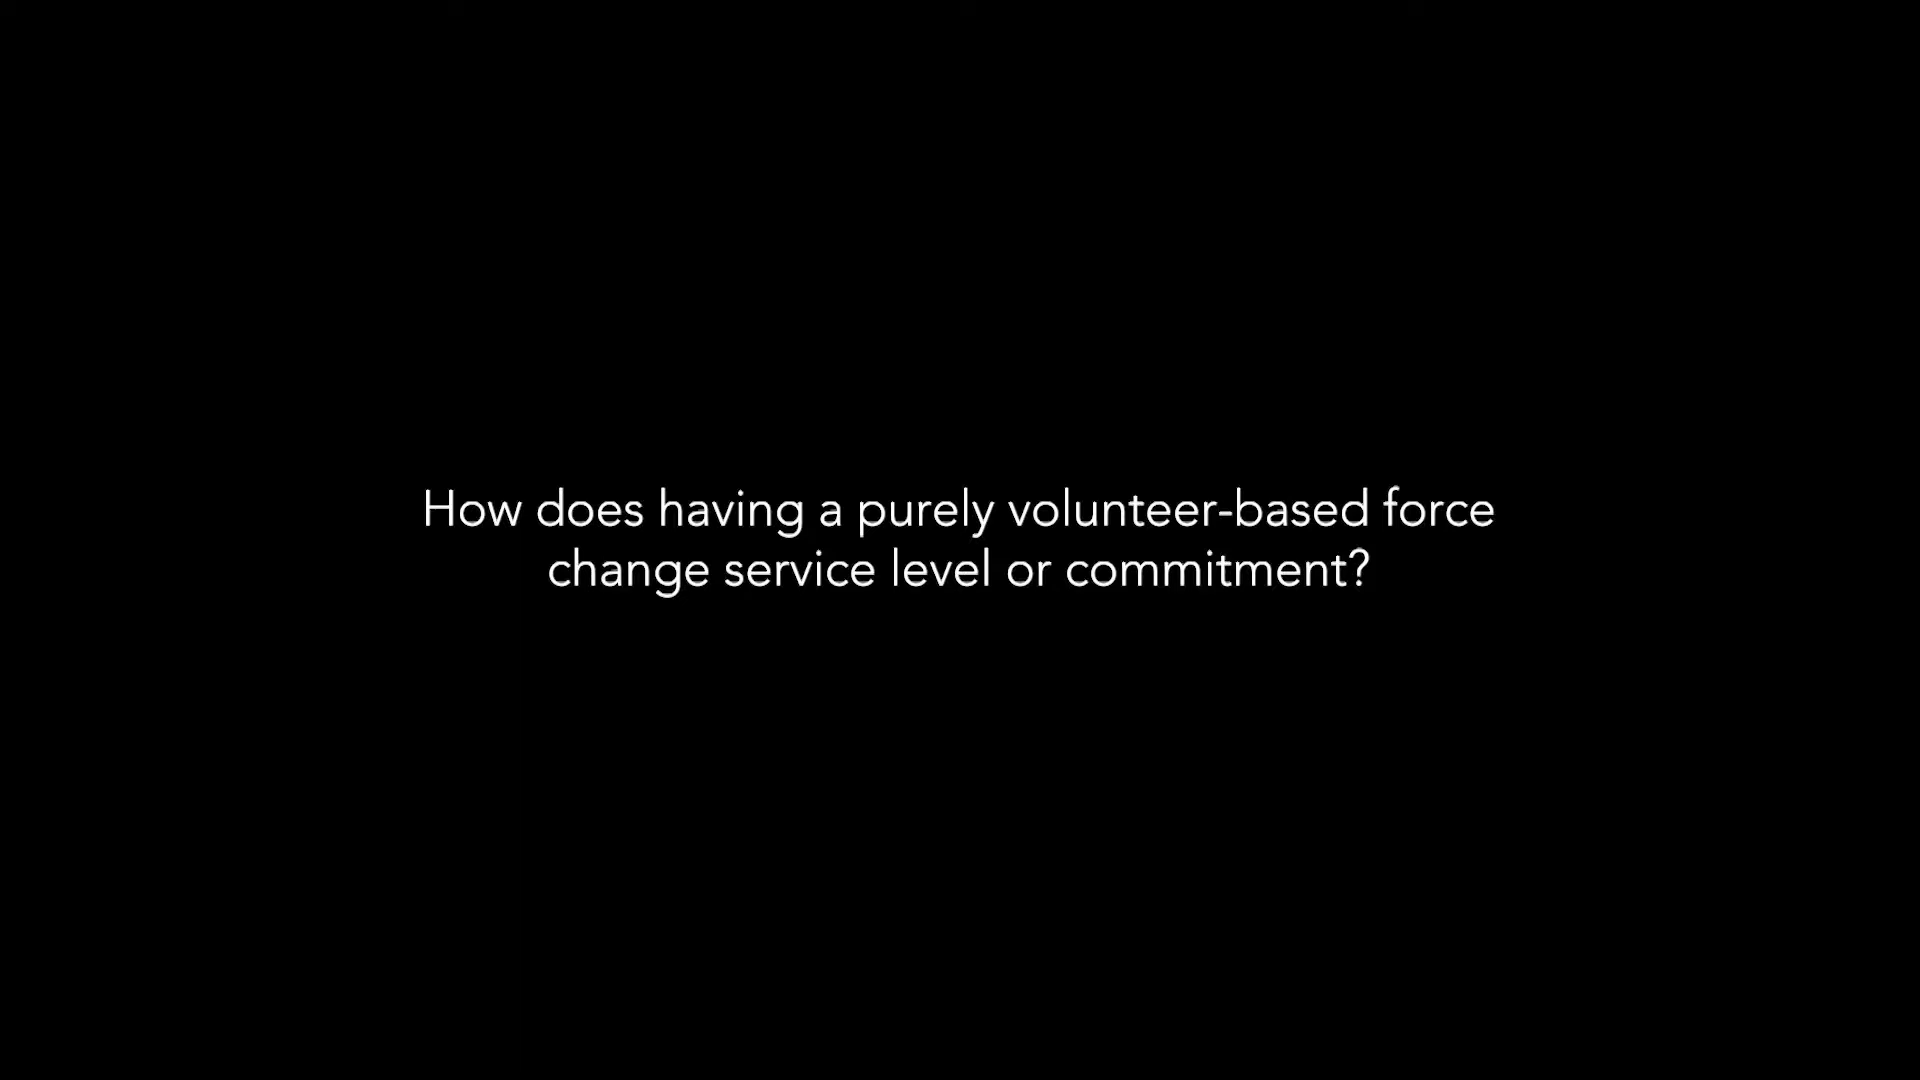 How does having a purely volunteer-based force
change service level or commitment?